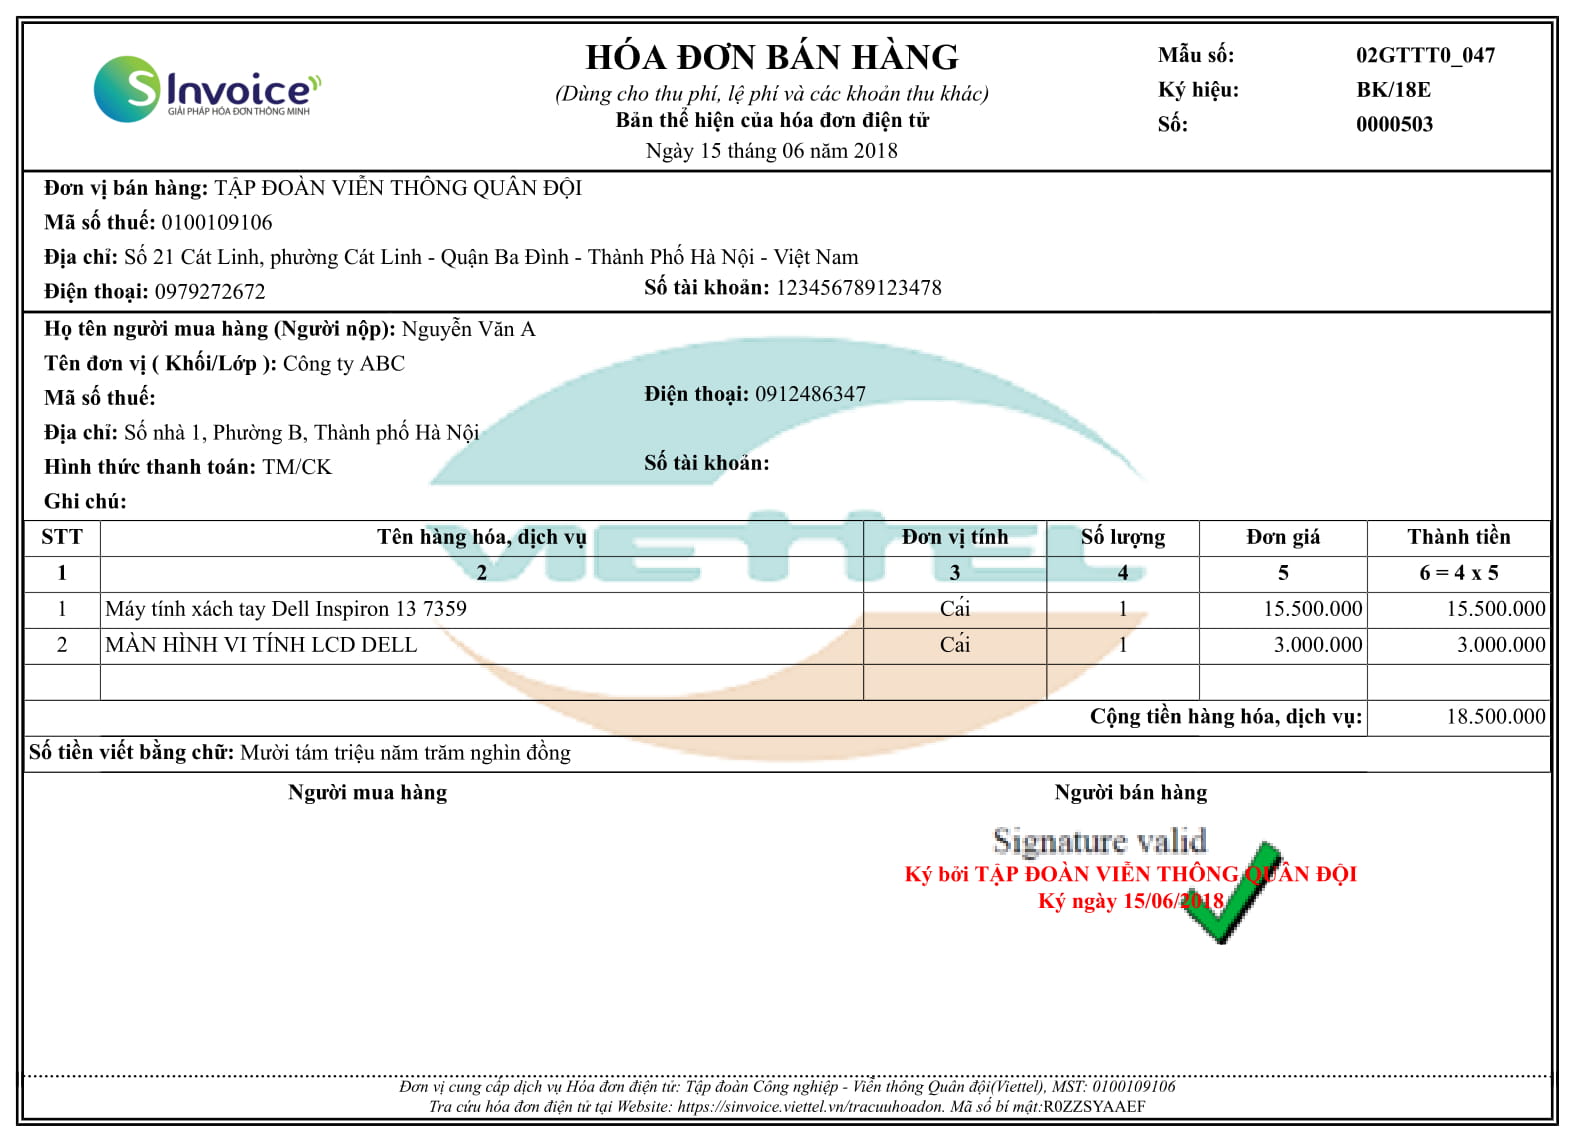 S Invoice
GIẢI PHÁP HÓA ĐƠN THÔNG MINH
HÓA ĐƠN BÁN HÀNG
(Dùng cho thu phí, lệ phí và các khoản thu khác)
Bản thể hiện của hóa đơn điện tử
Ngày 15 tháng 06 năm 2018
Mẫu số: 02GTTT0_047
Ký hiệu: BK/18E
Số: 0000503
Đơn vị bán hàng: TẬP ĐOÀN VIỄN THÔNG QUÂN ĐỘI
Mã số thuế: 0100109106
Địa chỉ: Số 21 Cát Linh, phường Cát Linh - Quận Ba Đình - Thành Phố Hà Nội - Việt Nam
Điện thoại: 0979272672 Số tài khoản: 123456789123478
Họ tên người mua hàng (Người nộp): Nguyễn Văn A
Tên đơn vị ( Khối/Lớp ): Công ty ABC
Mã số thuế: Điện thoại: 0912486347
Địa chỉ: Số nhà 1, Phường B, Thành phố Hà Nội
Hình thức thanh toán: TM/CK Số tài khoản:
Ghi chú:
VIETTEL
STT Tên hàng hóa, dịch vụ Đơn vị tính Số lượng Đơn giá Thành tiền
1 2 3 4 5 6 = 4 x 5
1 Máy tính xách tay Dell Inspiron 13 7359 Cái 1 15.500.000 15.500.000
2 MÀN HÌNH VI TÍNH LCD DELL Cái 1 3.000.000 3.000.000
Cộng tiền hàng hóa, dịch vụ: 18.500.000
Số tiền viết bằng chữ: Mười tám triệu năm trăm nghìn đồng
Người mua hàng Người bán hàng
Signature valid
Ký bởi TẬP ĐOÀN VIỄN THÔNG QUÂN ĐỘI
Ký ngày 15/06/2018
Đơn vị cung cấp dịch vụ Hóa đơn điện tử: Tập đoàn Công nghiệp - Viễn thông Quân đội(Viettel), MST: 0100109106
Tra cứu hóa đơn điện tử tại Website: https://sinvoice.viettel.vn/tracuuhoadon. Mã số bí mật:R0ZZSYAAEF